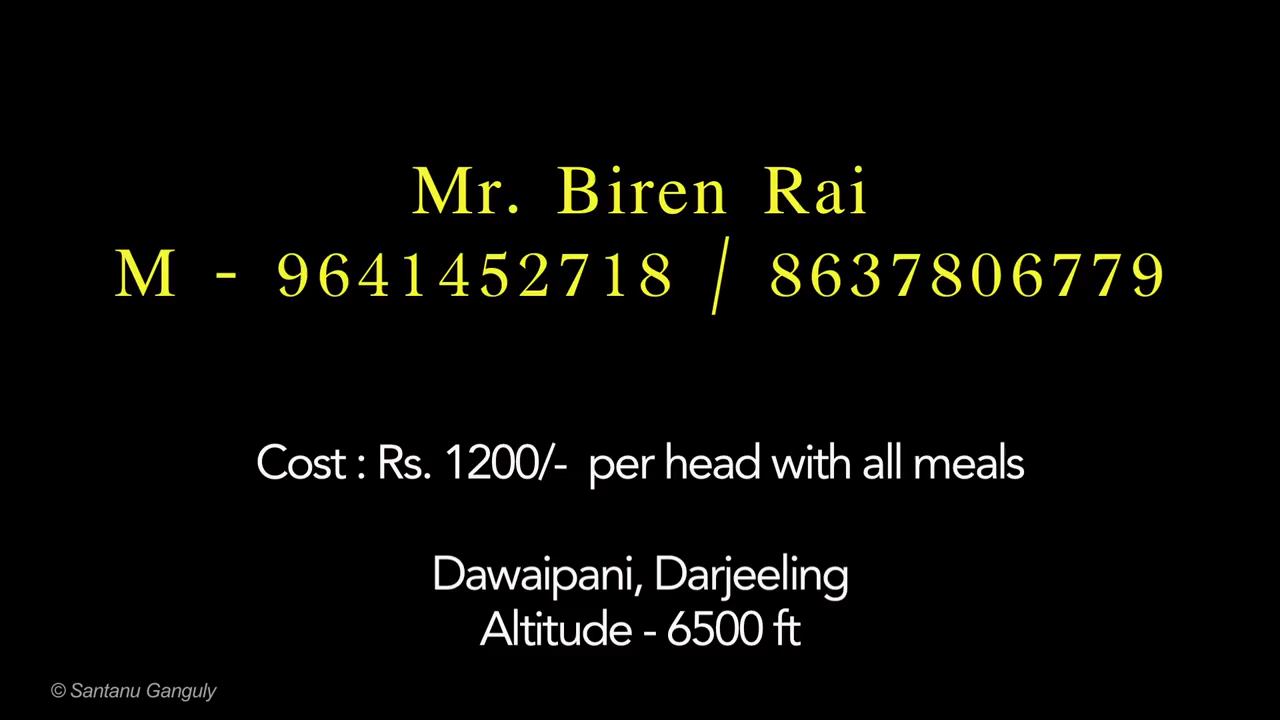 Mr. Biren Rai
M - 9641452718 / 8637806779
Cost : Rs. 1200/- per head with all meals
Dawaipani, Darjeeling
Altitude - 6500 ft
© Santanu Ganguly